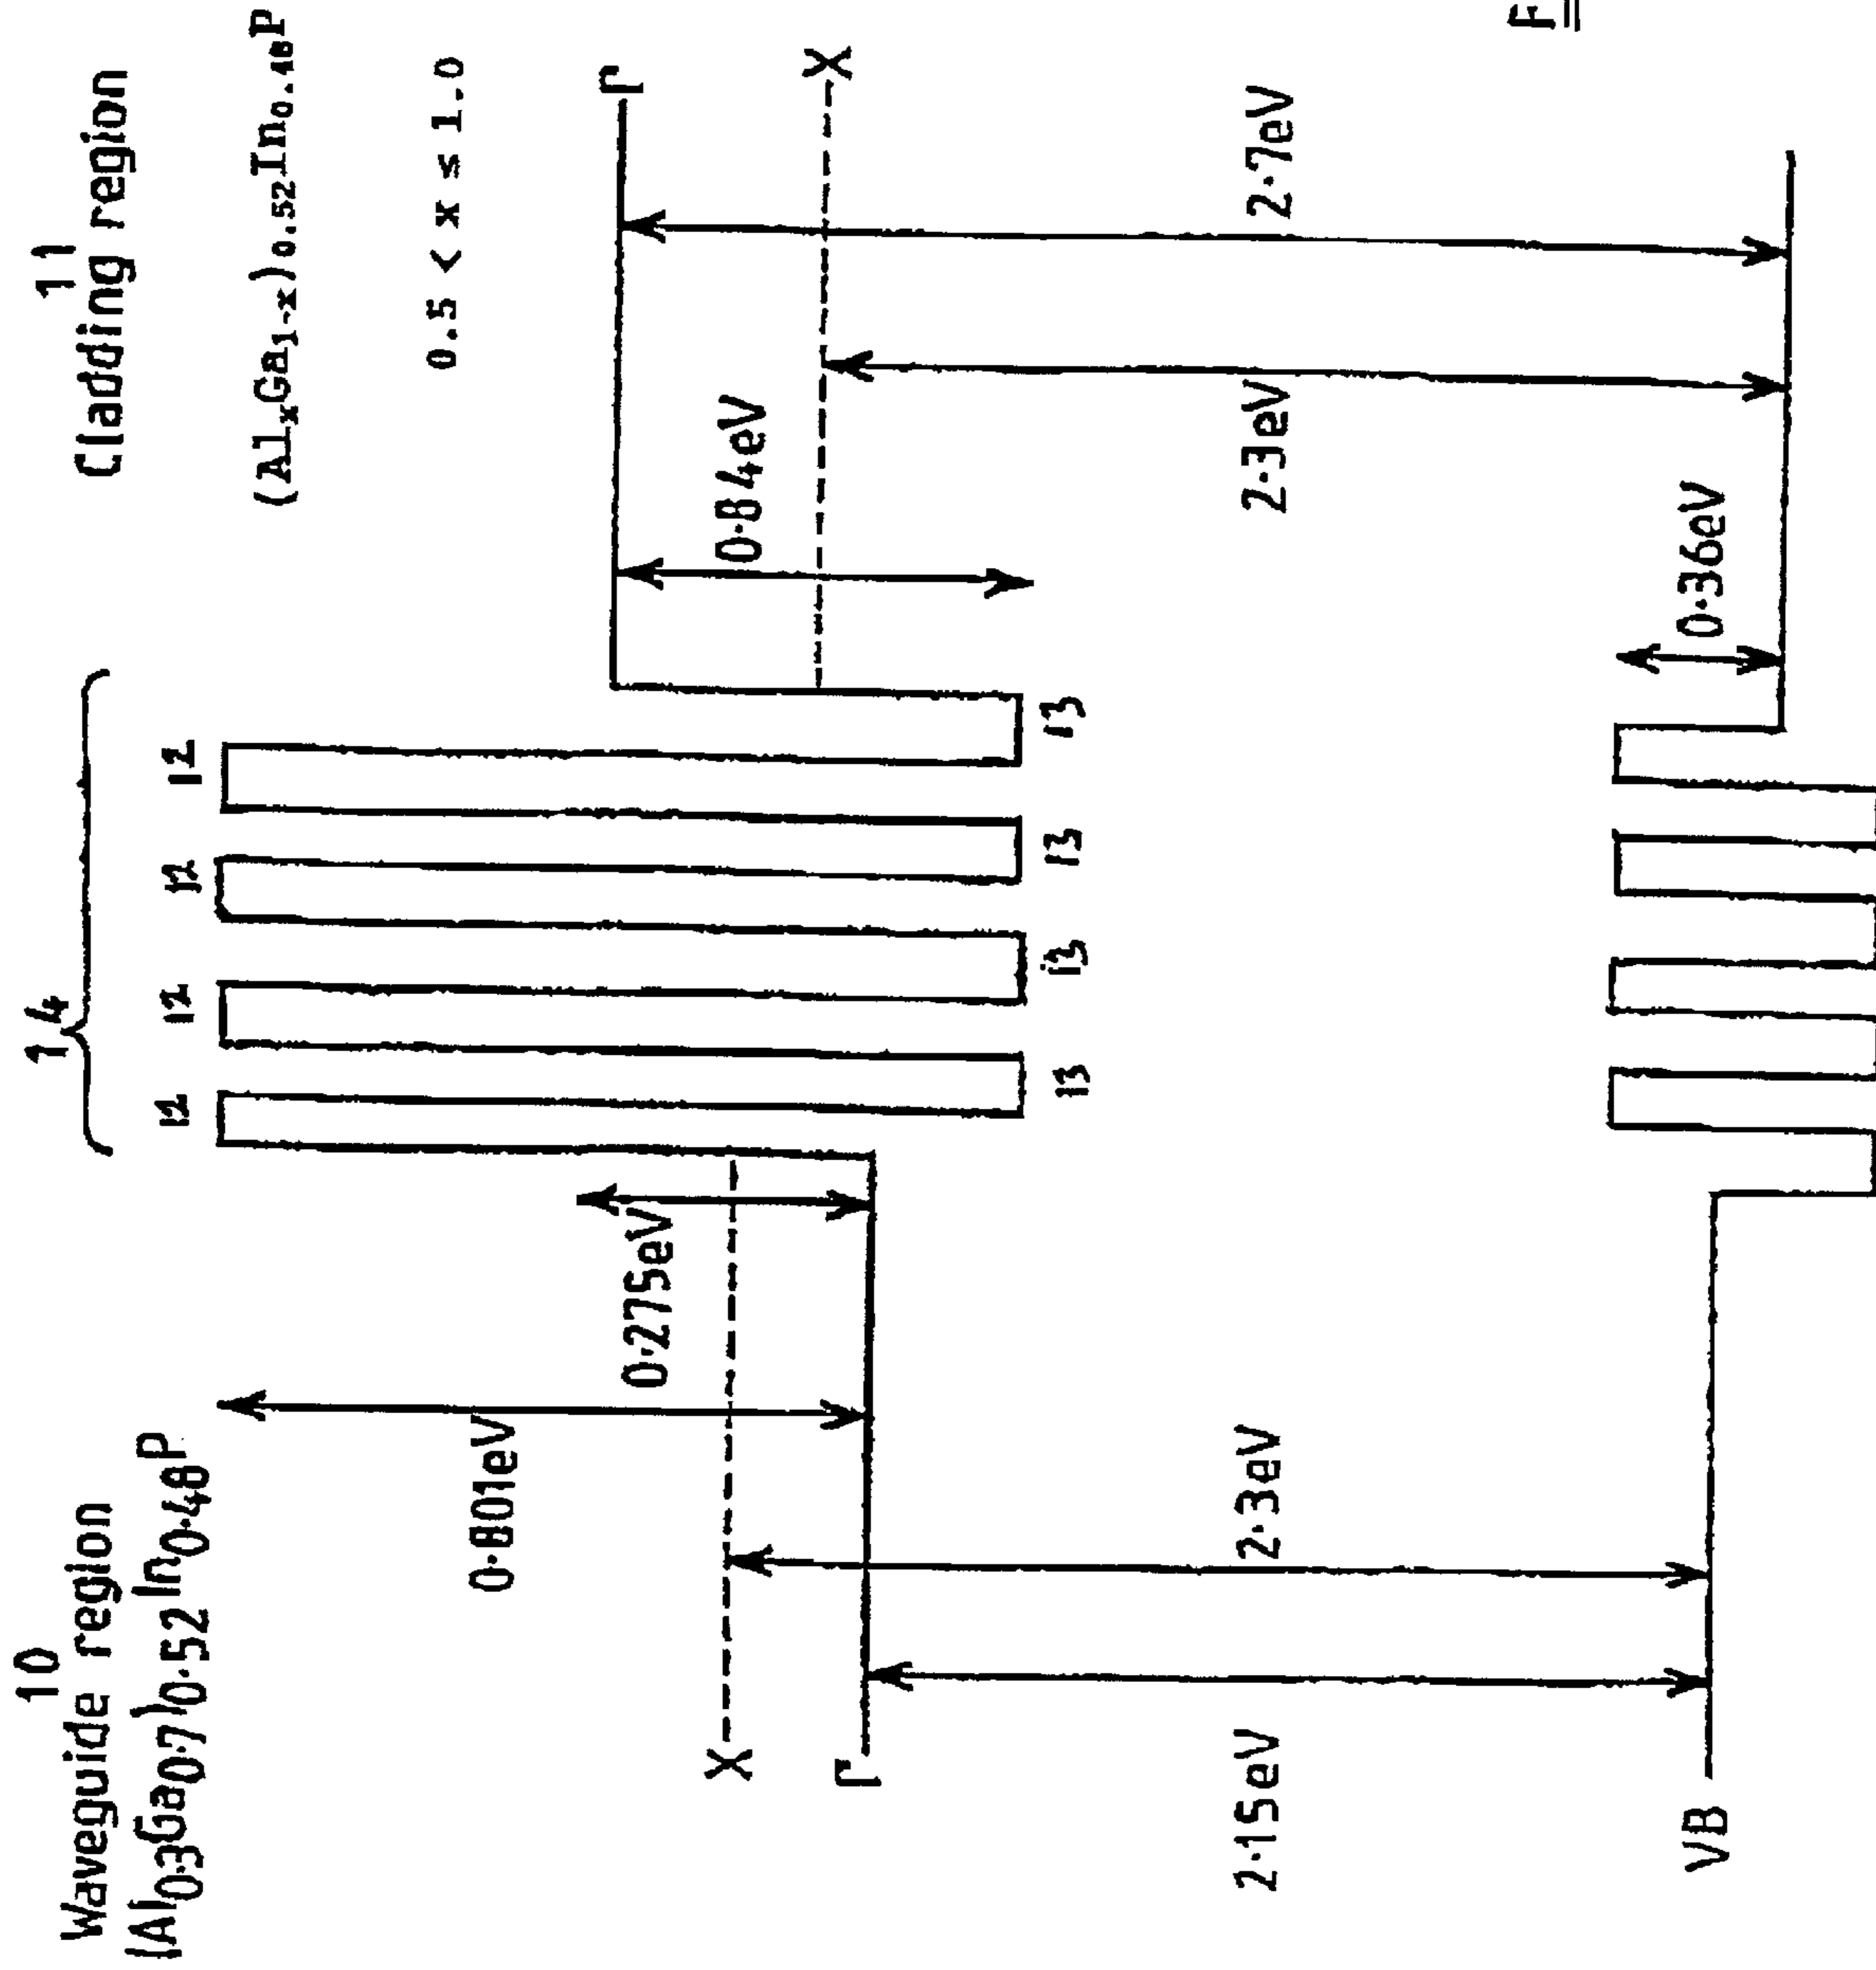 10
Waveguide region
(Al0·3Ga0·7)0·52In0·48P
14
11
Cladding region
(AlxGa1-x)0.52In0.48P
0.5 < x ≤ 1.0
12
12
12
12
Γ
X
0·801eV
0·275eV
0·84eV
X
Γ
13
13
13
13
2·15eV
2·3eV
2·3eV
2·7eV
0·36eV
VB